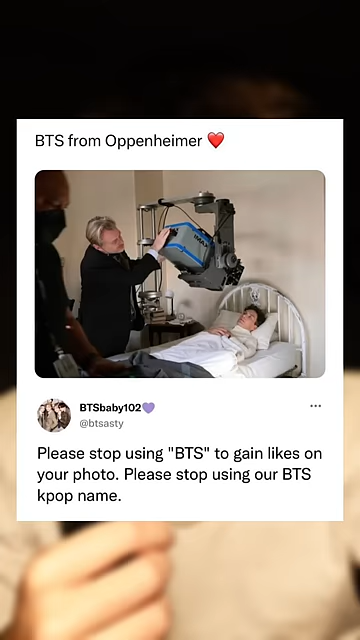 BTS from Oppenheimer ❤️
IMAX
BTSbaby102💜
@btsasty
Please stop using "BTS" to gain likes on
your photo. Please stop using our BTS
kpop name.